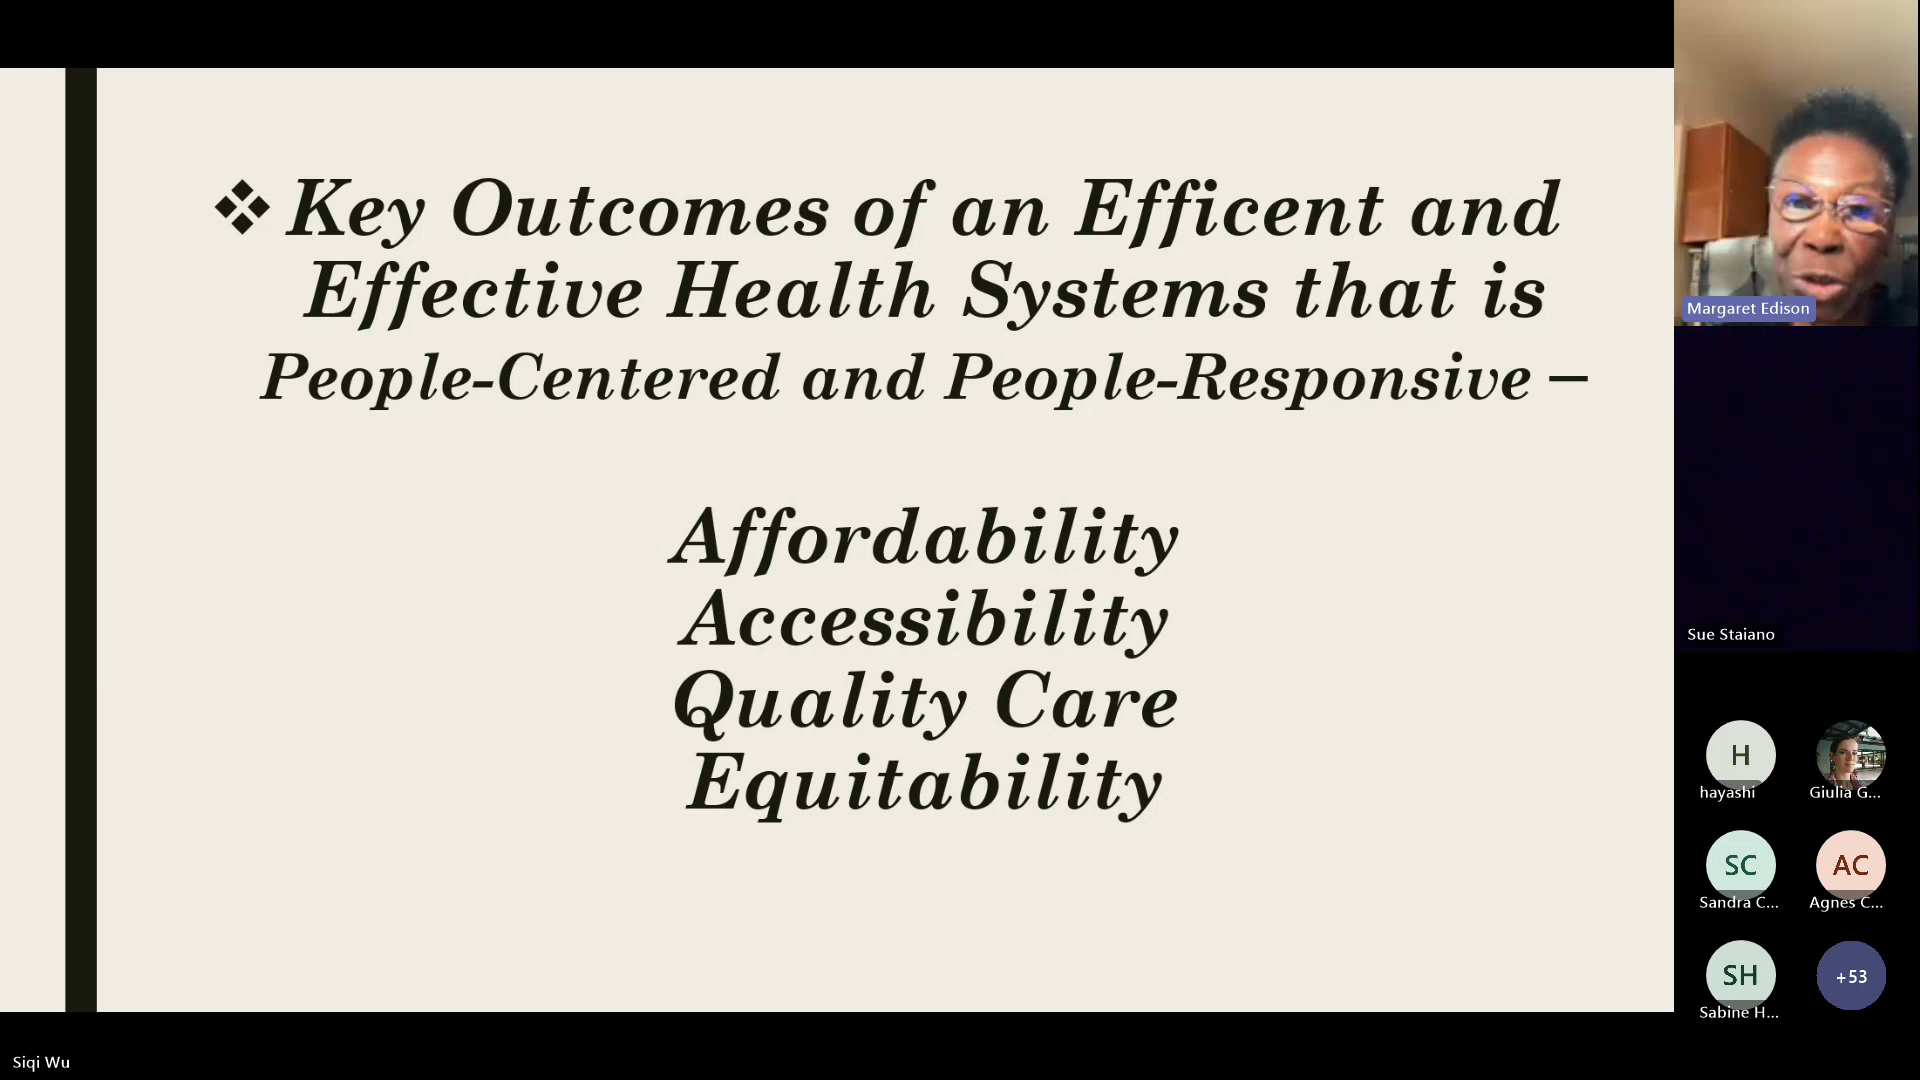 ❖ Key Outcomes of an Efficent and
Effective Health Systems that is
People-Centered and People-Responsive –
Affordability
Accessibility
Quality Care
Equitability
Margaret Edison
Sue Staiano
H
hayashi
Giulia G...
SC
Sandra C...
AC
Agnes C...
SH
Sabine H...
+53
Siqi Wu